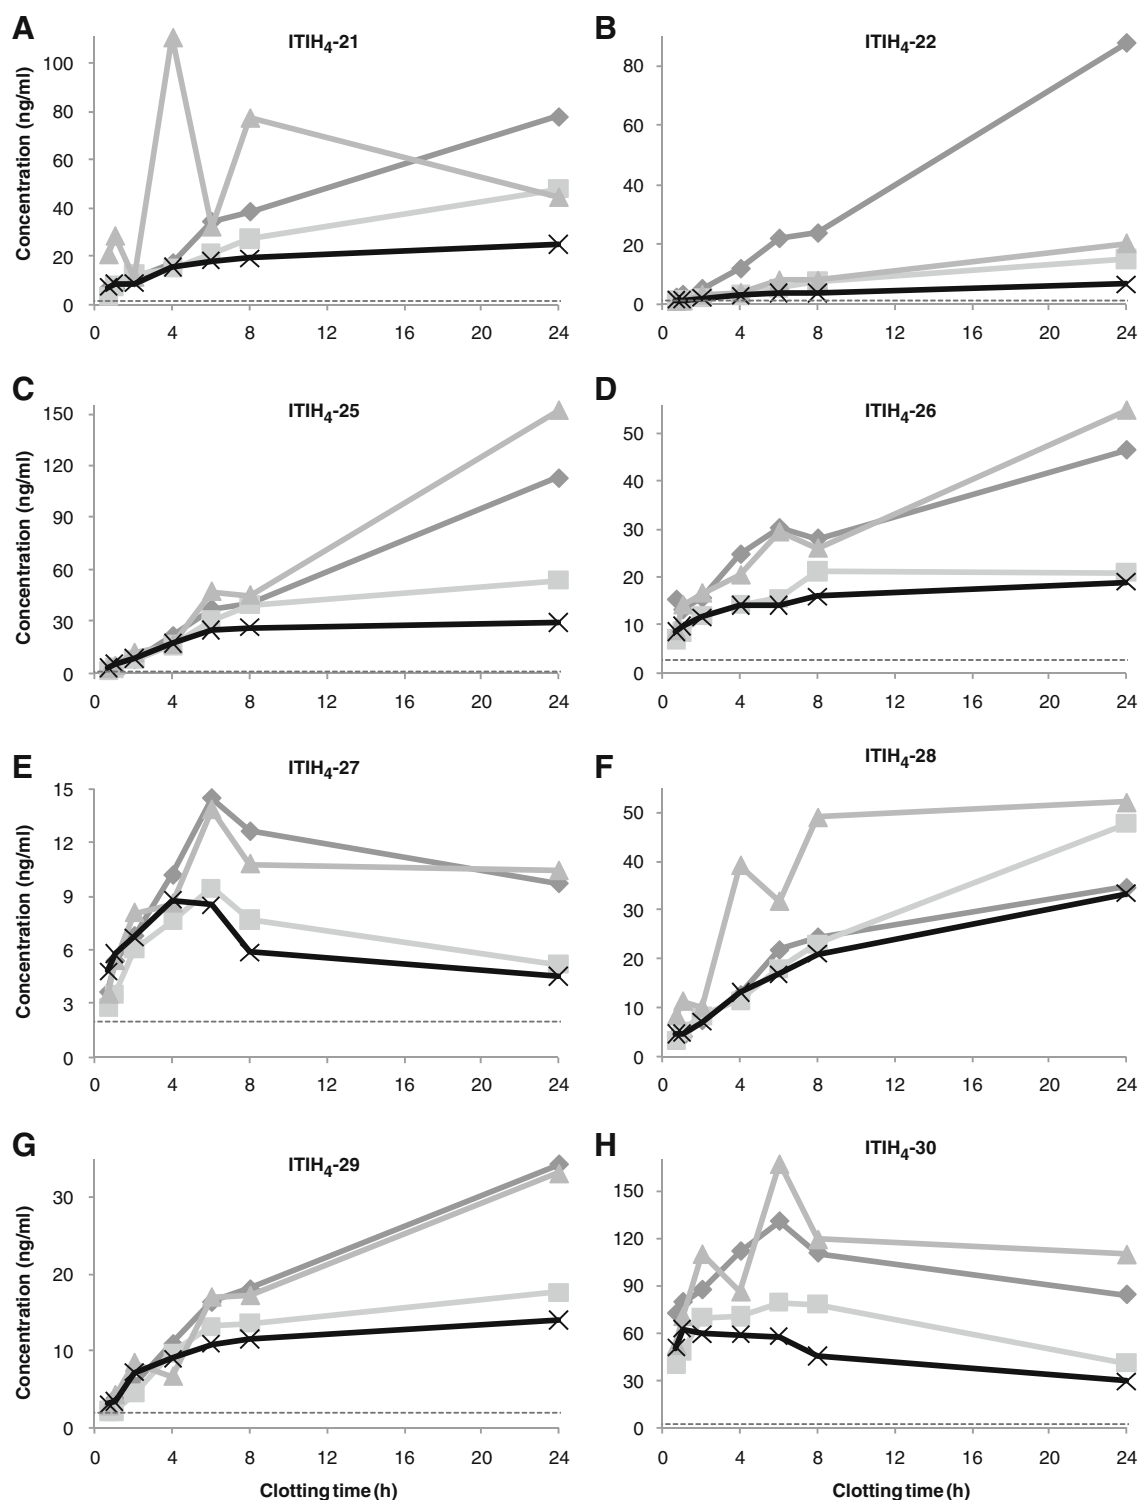 A
ITIH4-21
Concentration (ng/ml)
100
80
60
40
20
0
0 4 8 12 16 20 24
B
ITIH4-22
80
60
40
20
0
0 4 8 12 16 20 24
C
ITIH4-25
Concentration (ng/ml)
150
120
90
60
30
0
0 4 8 12 16 20 24
D
ITIH4-26
50
40
30
20
10
0
0 4 8 12 16 20 24
E
ITIH4-27
Concentration (ng/ml)
15
12
9
6
3
0
0 4 8 12 16 20 24
F
ITIH4-28
50
40
30
20
10
0
0 4 8 12 16 20 24
G
ITIH4-29
Concentration (ng/ml)
30
20
10
0
0 4 8 12 16 20 24
Clotting time (h)
H
ITIH4-30
150
120
90
60
30
0
0 4 8 12 16 20 24
Clotting time (h)